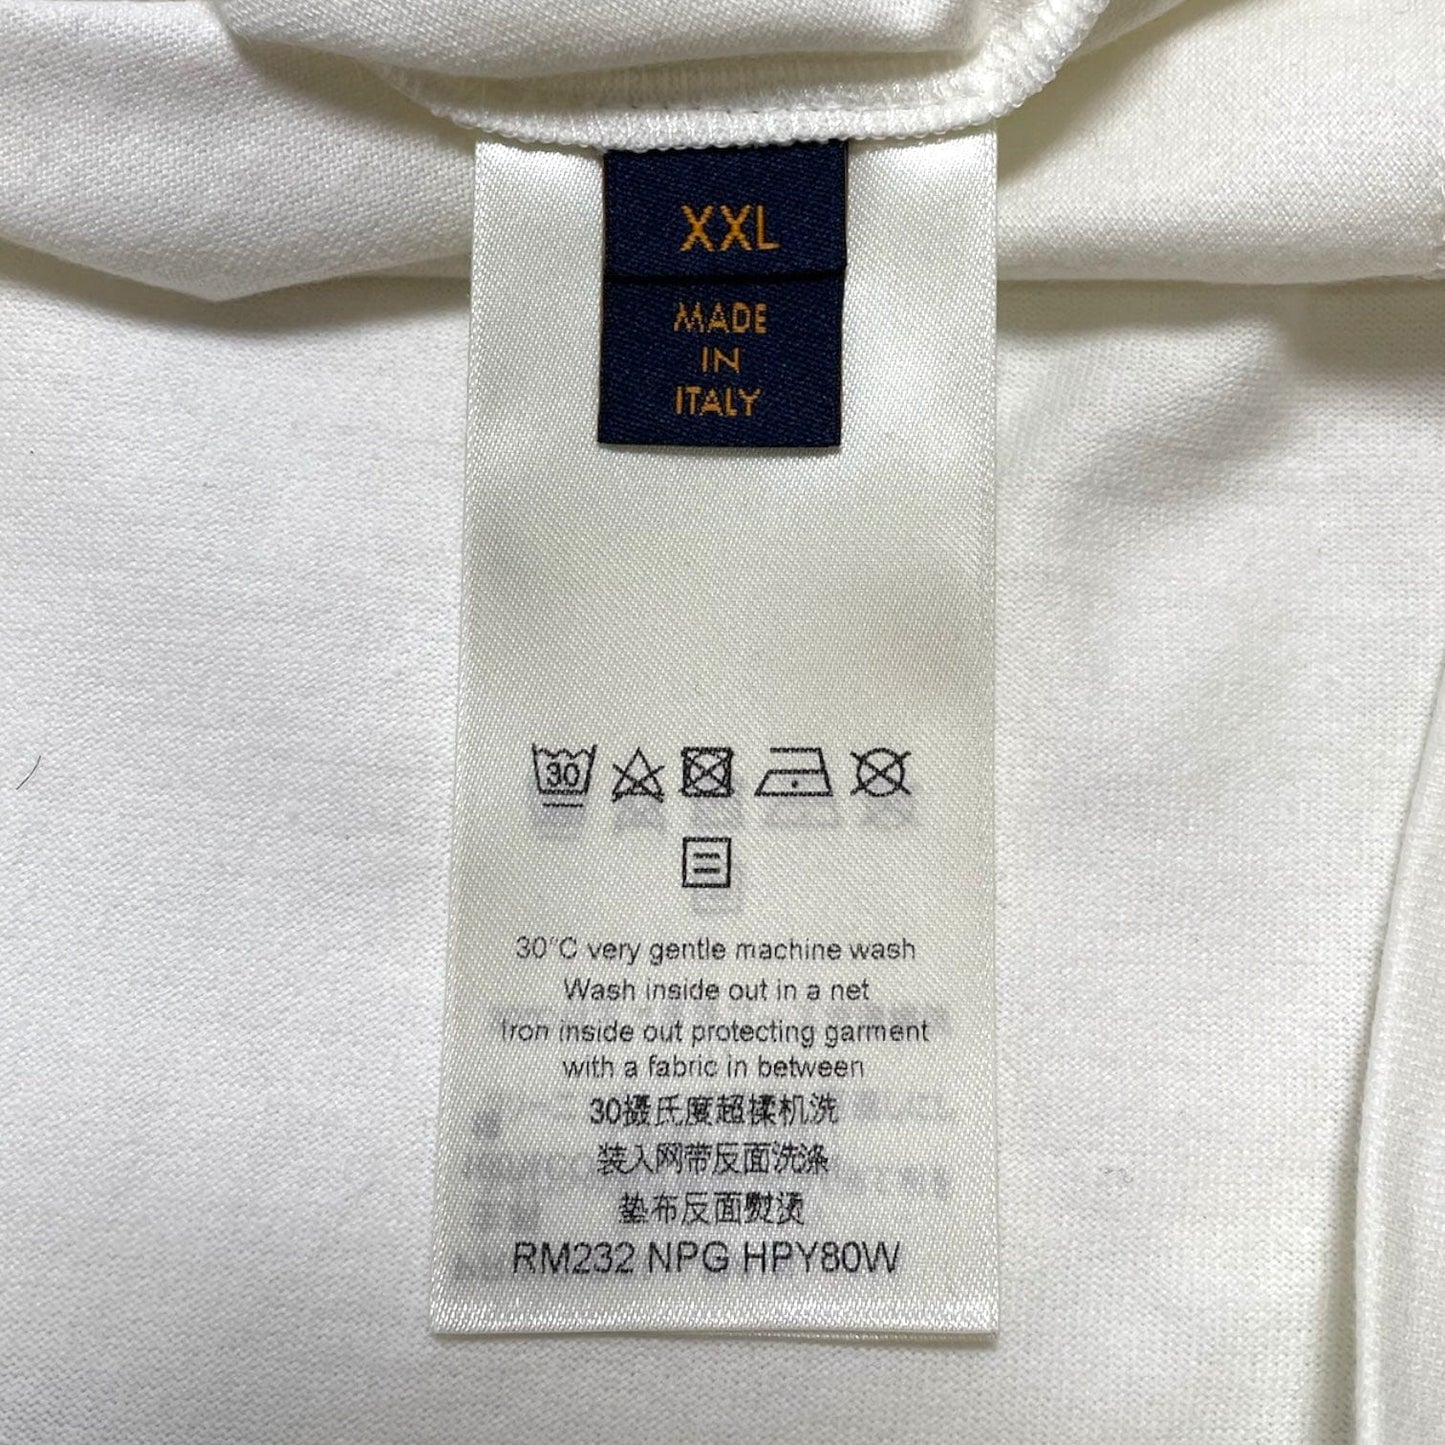 XXL
MADE
IN
ITALY
30
30°C very gentle machine wash
Wash inside out in a net
Iron inside out protecting garment
with a fabric in between
30摄氏度超揉机洗
装入网带反面洗涤
垫布反面熨烫
RM232 NPG HPY80W